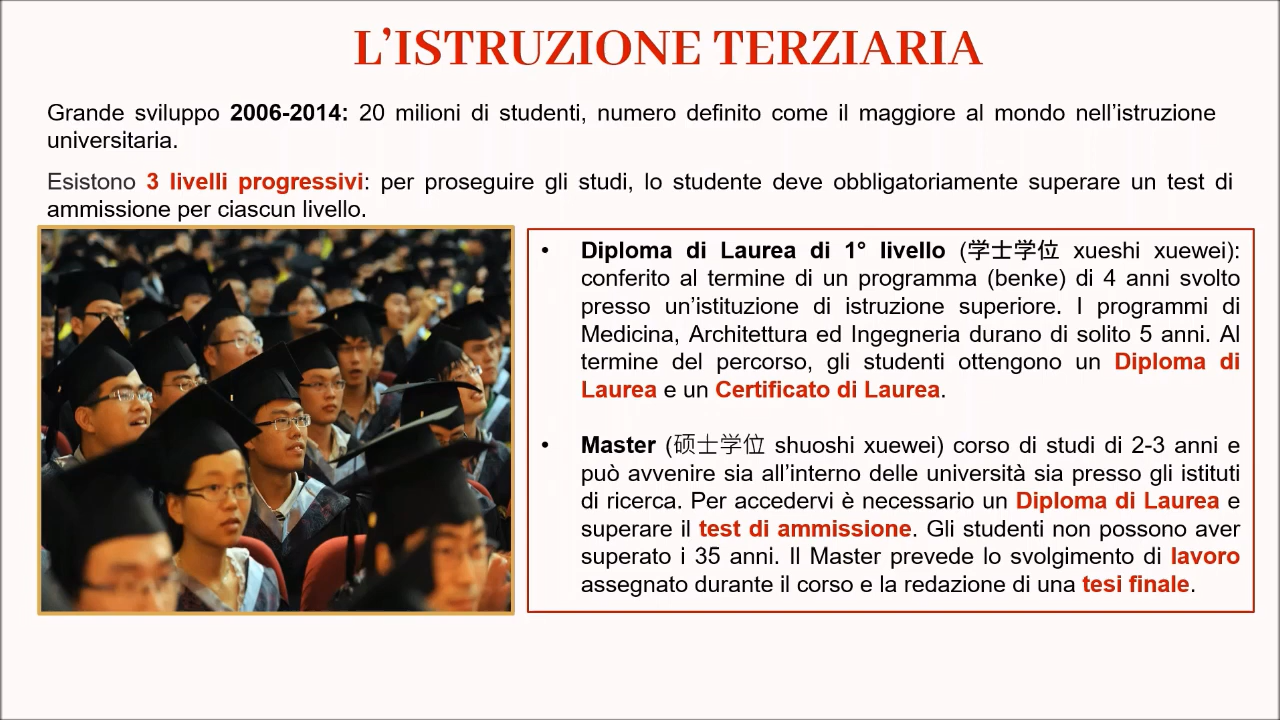 L’ISTRUZIONE TERZIARIA
Grande sviluppo 2006-2014: 20 milioni di studenti, numero definito come il maggiore al mondo nell’istruzione
universitaria.
Esistono 3 livelli progressivi: per proseguire gli studi, lo studente deve obbligatoriamente superare un test di
ammissione per ciascun livello.
• Diploma di Laurea di 1° livello (学士学位 xueshi xuewei):
conferito al termine di un programma (benke) di 4 anni svolto
presso un’istituzione di istruzione superiore. I programmi di
Medicina, Architettura ed Ingegneria durano di solito 5 anni. Al
termine del percorso, gli studenti ottengono un Diploma di
Laurea e un Certificato di Laurea.
• Master (硕士学位 shuoshi xuewei) corso di studi di 2-3 anni e
può avvenire sia all’interno delle università sia presso gli istituti
di ricerca. Per accedervi è necessario un Diploma di Laurea e
superare il test di ammissione. Gli studenti non possono aver
superato i 35 anni. Il Master prevede lo svolgimento di lavoro
assegnato durante il corso e la redazione di una tesi finale.